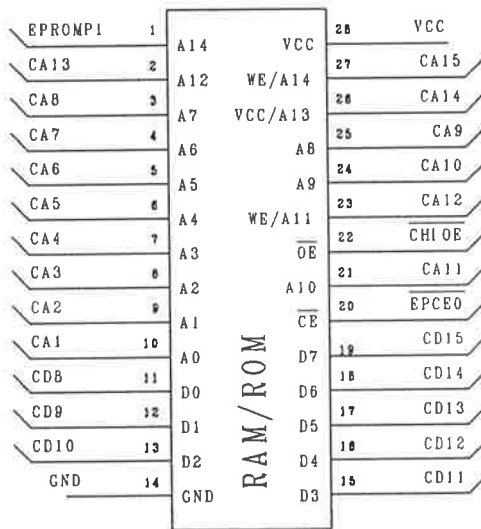 EPROMP1 1 A14 VCC 28 VCC
CA13 2 A12 WE/A14 27 CA15
CA8 3 A7 VCC/A13 26 CA14
CA7 4 A6 A8 25 CA9
CA6 5 A5 A9 24 CA10
CA5 6 A4 WE/A11 23 CA12
CA4 7 A3 OE 22 CHIOE
CA3 8 A2 A10 21 CA11
CA2 9 A1 CE 20 EPCE0
CA1 10 A0 D7 19 CD15
CD8 11 D0 D6 18 CD14
CD9 12 D1 D5 17 CD13
CD10 13 D2 D4 16 CD12
GND 14 GND D3 15 CD11
RAM/ROM